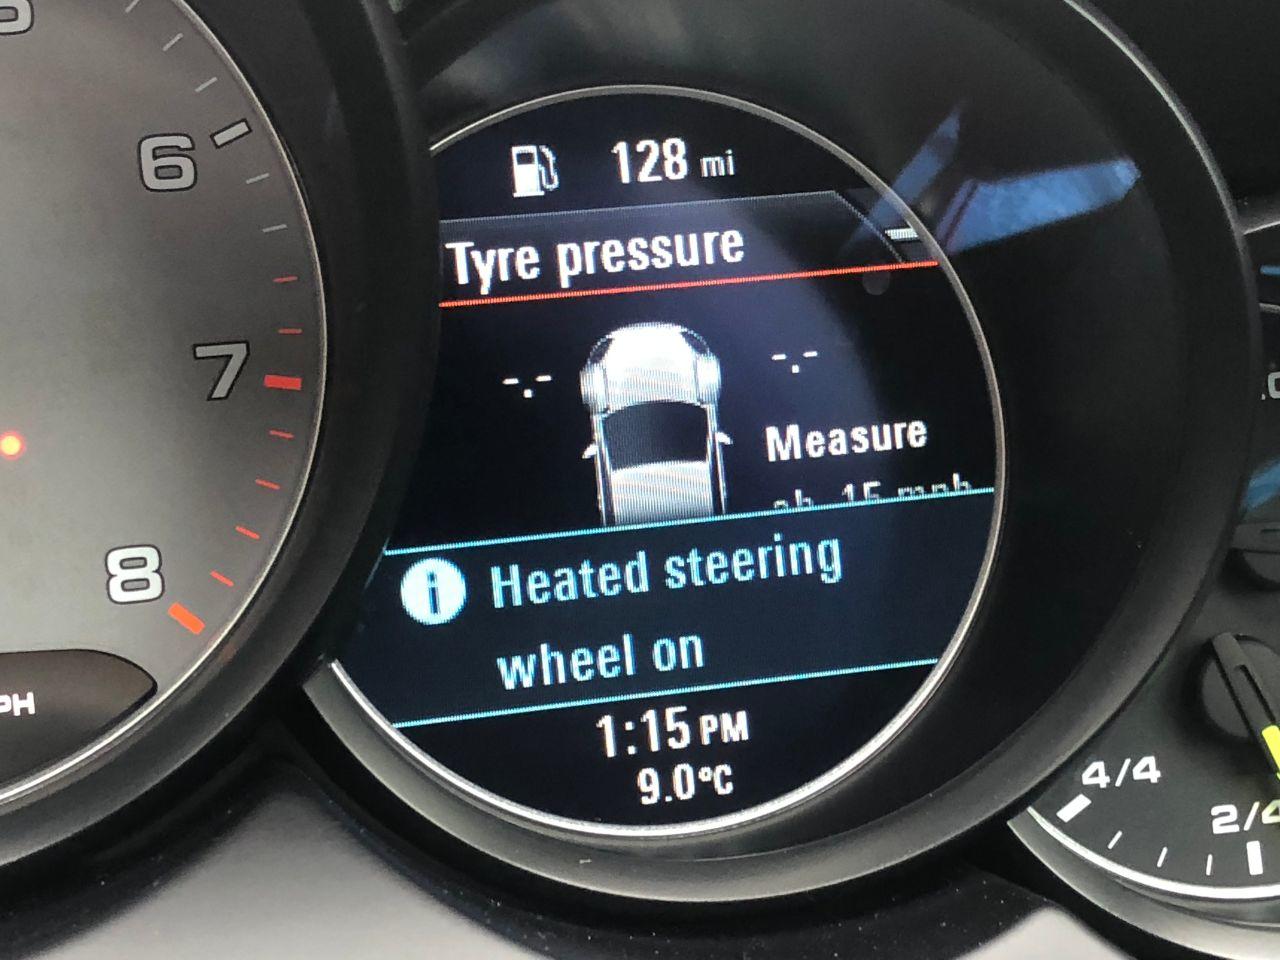 6
7
8
128 mi
Tyre pressure
-.-
-.-
Measure
Heated steering
wheel on
1:15 PM
9.0°C
4/4